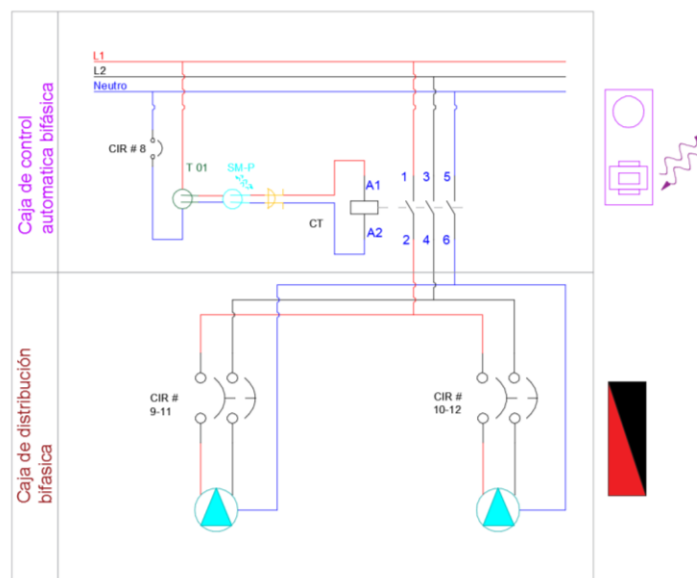 Caja de control
automatica bifásica
L1
L2
Neutro
CIR # 8
T 01
SM-P
CT
A1
A2
1
3
5
2
4
6
Caja de distribución
bifasica
CIR #
9-11
CIR #
10-12